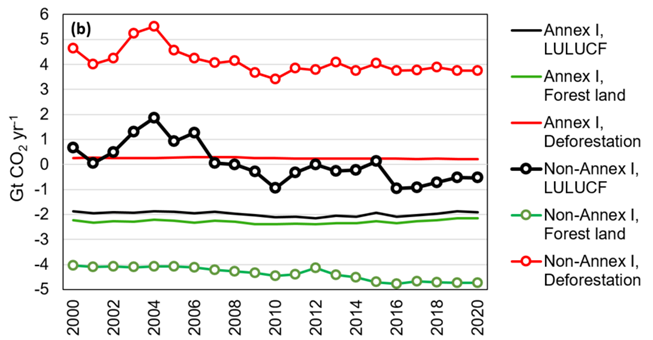 (b)
6
5
4
3
2
1
0
-1
-2
-3
-4
-5
Gt CO₂ yr⁻¹
2000
2002
2004
2006
2008
2010
2012
2014
2016
2018
2020
Annex I,
LULUCF
Annex I,
Forest land
Annex I,
Deforestation
Non-Annex I,
LULUCF
Non-Annex I,
Forest land
Non-Annex I,
Deforestation